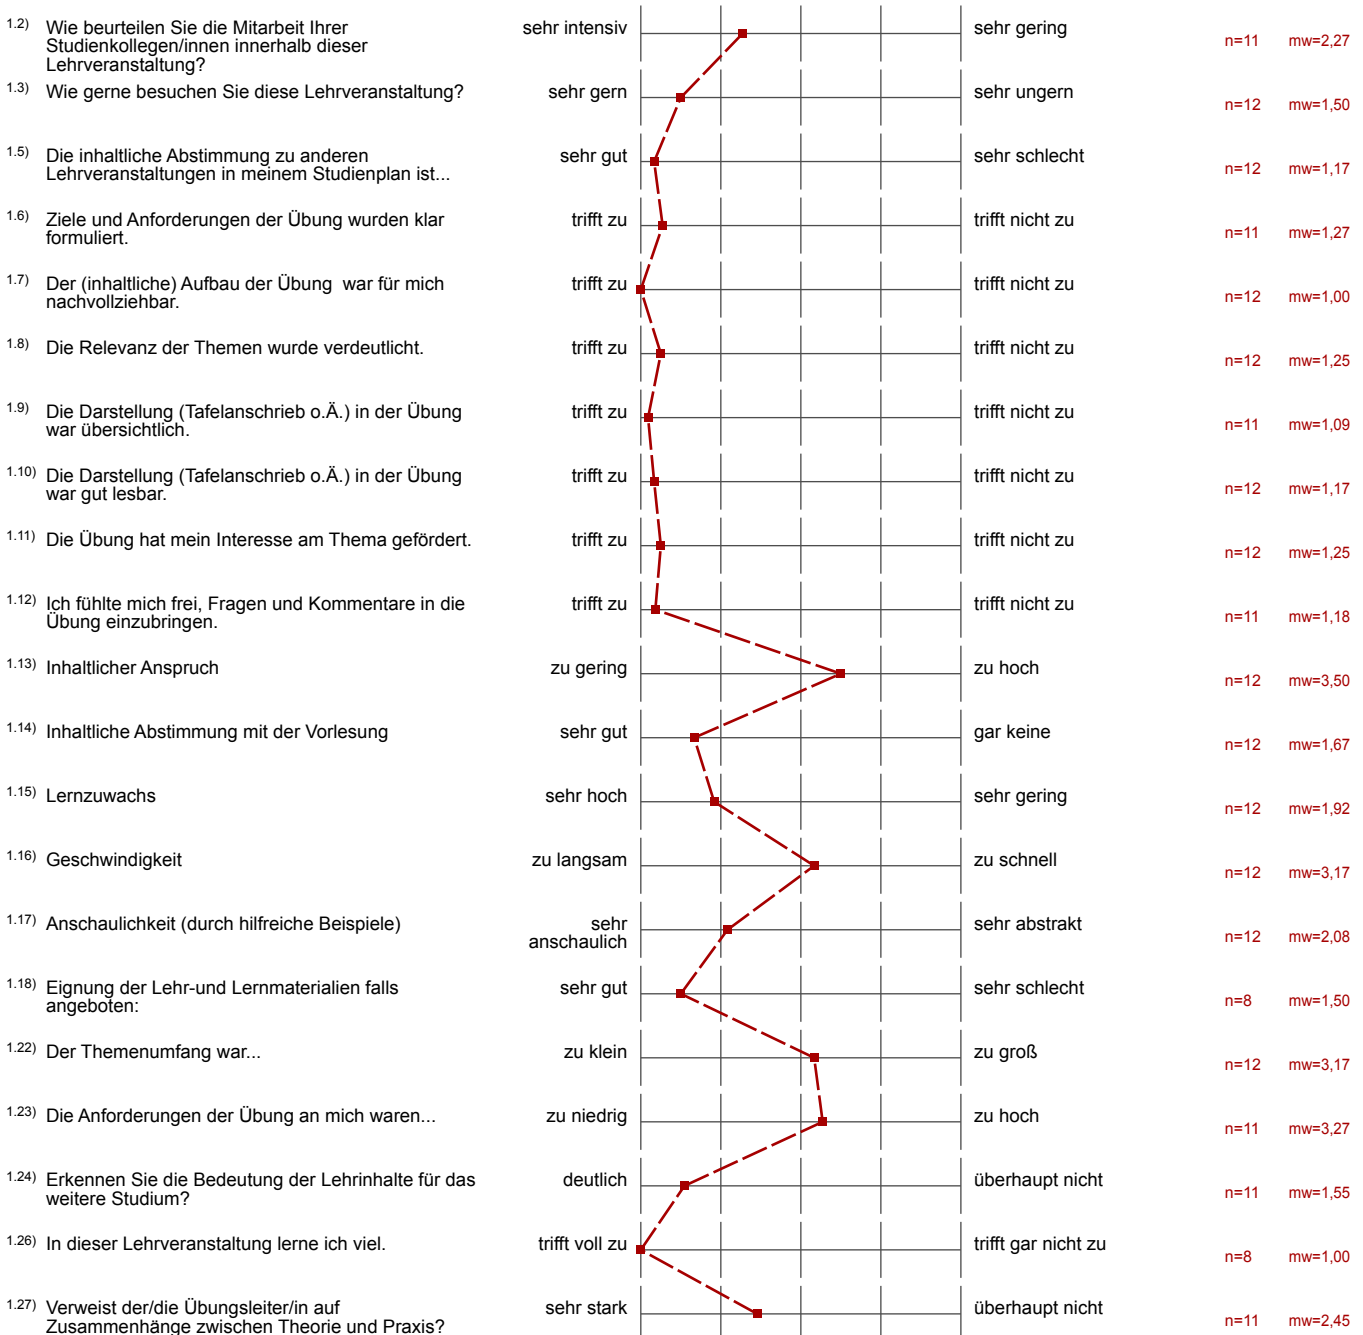 1.2) Wie beurteilen Sie die Mitarbeit Ihrer
Studienkollegen/innen innerhalb dieser
Lehrveranstaltung?
sehr intensiv
sehr gering
n=11 mw=2,27
1.3) Wie gerne besuchen Sie diese Lehrveranstaltung?
sehr gern
sehr ungern
n=12 mw=1,50
1.5) Die inhaltliche Abstimmung zu anderen
Lehrveranstaltungen in meinem Studienplan ist...
sehr gut
sehr schlecht
n=12 mw=1,17
1.6) Ziele und Anforderungen der Übung wurden klar
formuliert.
trifft zu
trifft nicht zu
n=11 mw=1,27
1.7) Der (inhaltliche) Aufbau der Übung war für mich
nachvollziehbar.
trifft zu
trifft nicht zu
n=12 mw=1,00
1.8) Die Relevanz der Themen wurde verdeutlicht.
trifft zu
trifft nicht zu
n=12 mw=1,25
1.9) Die Darstellung (Tafelanschrieb o.Ä.) in der Übung
war übersichtlich.
trifft zu
trifft nicht zu
n=11 mw=1,09
1.10) Die Darstellung (Tafelanschrieb o.Ä.) in der Übung
war gut lesbar.
trifft zu
trifft nicht zu
n=12 mw=1,17
1.11) Die Übung hat mein Interesse am Thema gefördert.
trifft zu
trifft nicht zu
n=12 mw=1,25
1.12) Ich fühlte mich frei, Fragen und Kommentare in die
Übung einzubringen.
trifft zu
trifft nicht zu
n=11 mw=1,18
1.13) Inhaltlicher Anspruch
zu gering
zu hoch
n=12 mw=3,50
1.14) Inhaltliche Abstimmung mit der Vorlesung
sehr gut
gar keine
n=12 mw=1,67
1.15) Lernzuwachs
sehr hoch
sehr gering
n=12 mw=1,92
1.16) Geschwindigkeit
zu langsam
zu schnell
n=12 mw=3,17
1.17) Anschaulichkeit (durch hilfreiche Beispiele)
sehr
anschaulich
sehr abstrakt
n=12 mw=2,08
1.18) Eignung der Lehr-und Lernmaterialien falls
angeboten:
sehr gut
sehr schlecht
n=8 mw=1,50
1.22) Der Themenumfang war...
zu klein
zu groß
n=12 mw=3,17
1.23) Die Anforderungen der Übung an mich waren...
zu niedrig
zu hoch
n=11 mw=3,27
1.24) Erkennen Sie die Bedeutung der Lehrinhalte für das
weitere Studium?
deutlich
überhaupt nicht
n=11 mw=1,55
1.26) In dieser Lehrveranstaltung lerne ich viel.
trifft voll zu
trifft gar nicht zu
n=8 mw=1,00
1.27) Verweist der/die Übungsleiter/in auf
Zusammenhänge zwischen Theorie und Praxis?
sehr stark
überhaupt nicht
n=11 mw=2,45